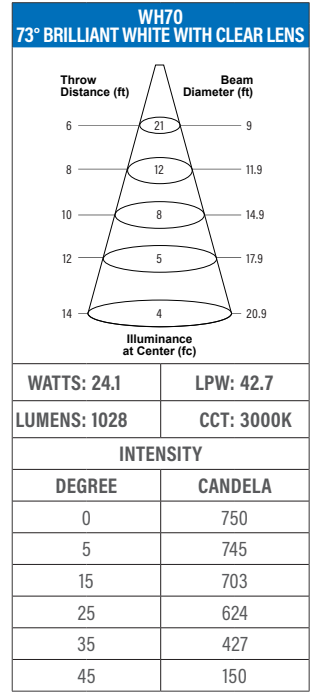 WH70
73° BRILLIANT WHITE WITH CLEAR LENS
Throw Beam
Distance (ft) Diameter (ft)
6 21 9
8 12 11.9
10 8 14.9
12 5 17.9
14 4 20.9
Illuminance
at Center (fc)
WATTS: 24.1 LPW: 42.7
LUMENS: 1028 CCT: 3000K
INTENSITY
DEGREE CANDELA
0 750
5 745
15 703
25 624
35 427
45 150